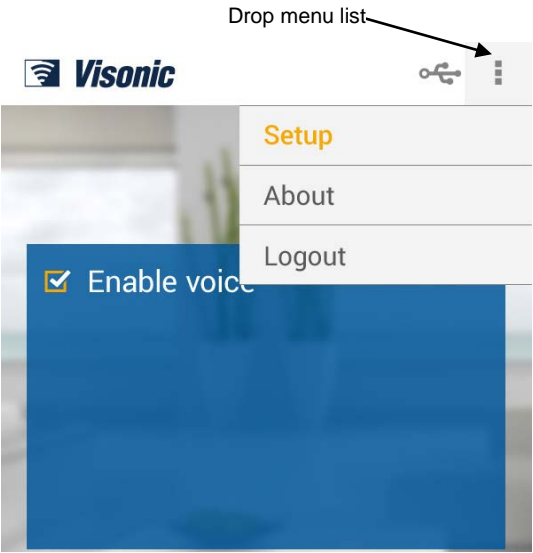 Drop menu list
Visonic
Setup
About
Logout
Enable voice